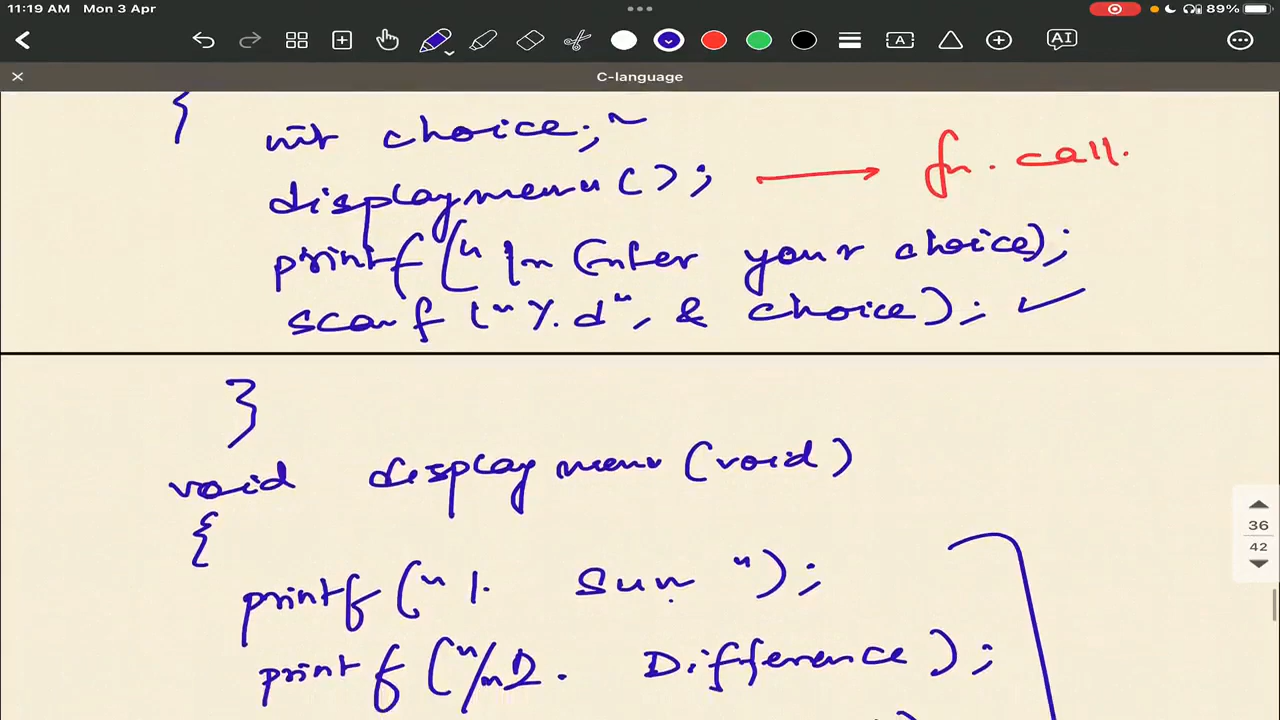 11:19 AM Mon 3 Apr 89%
A AI
C-language
{
int choice;~
displaymenu(); → fn. call.
printf("\n Enter your choice);
scanf ("%d", & choice); ✓
}
void displaymenu (void)
{
printf(" 1. Sum ");
printf("\n2. Difference );
36
42